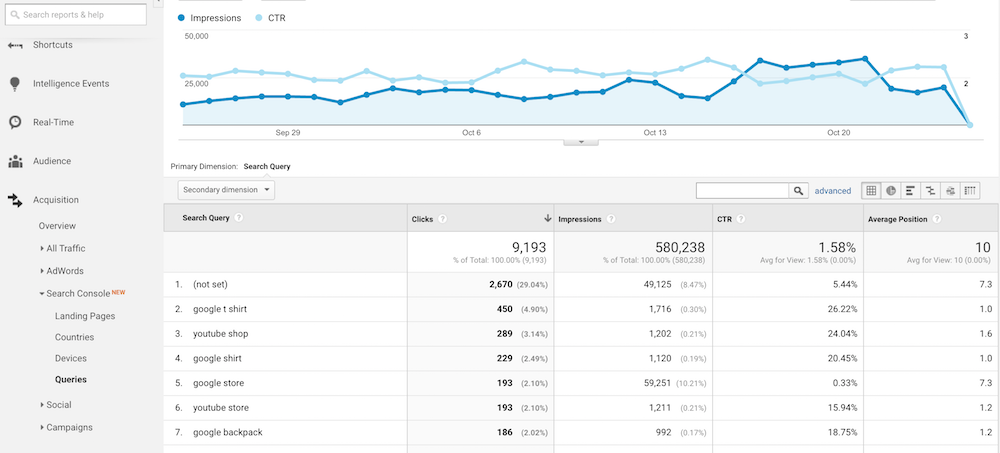 Search reports & help
Shortcuts
Intelligence Events
Real-Time
Audience
Acquisition
Overview
All Traffic
AdWords
Search Console NEW
Landing Pages
Countries
Devices
Queries
Social
Campaigns
Impressions CTR
50,000 3
25,000 2
Sep 29 Oct 6 Oct 13 Oct 20
Primary Dimension: Search Query
Secondary dimension advanced
Search Query ? Clicks ? Impressions ? CTR ? Average Position ?
9,193 580,238 1.58% 10
% of Total: 100.00% (9,193) % of Total: 100.00% (580,238) Avg for View: 1.58% (0.00%) Avg for View: 10 (0.00%)
1. (not set) 2,670 (29.04%) 49,125 (8.47%) 5.44% 7.3
2. google t shirt 450 (4.90%) 1,716 (0.30%) 26.22% 1.0
3. youtube shop 289 (3.14%) 1,202 (0.21%) 24.04% 1.6
4. google shirt 229 (2.49%) 1,120 (0.19%) 20.45% 1.0
5. google store 193 (2.10%) 59,251 (10.21%) 0.33% 7.3
6. youtube store 193 (2.10%) 1,211 (0.21%) 15.94% 1.2
7. google backpack 186 (2.02%) 992 (0.17%) 18.75% 1.2